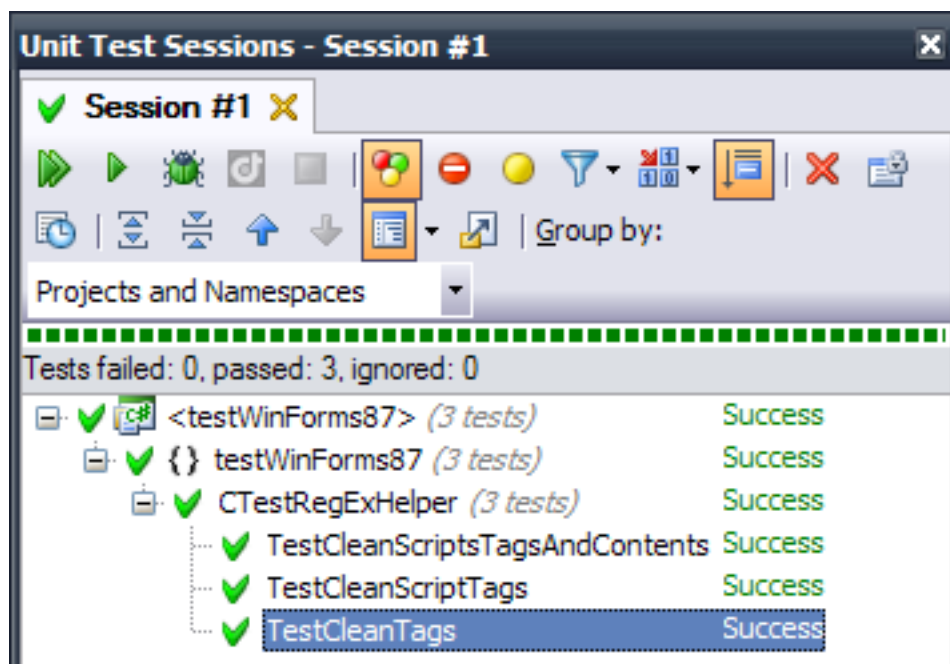 Unit Test Sessions - Session #1
Session #1
Group by:
Projects and Namespaces
Tests failed: 0, passed: 3, ignored: 0
<testWinForms87> (3 tests) Success
{} testWinForms87 (3 tests) Success
CTestRegExHelper (3 tests) Success
TestCleanScriptsTagsAndContents Success
TestCleanScriptTags Success
TestCleanTags Success